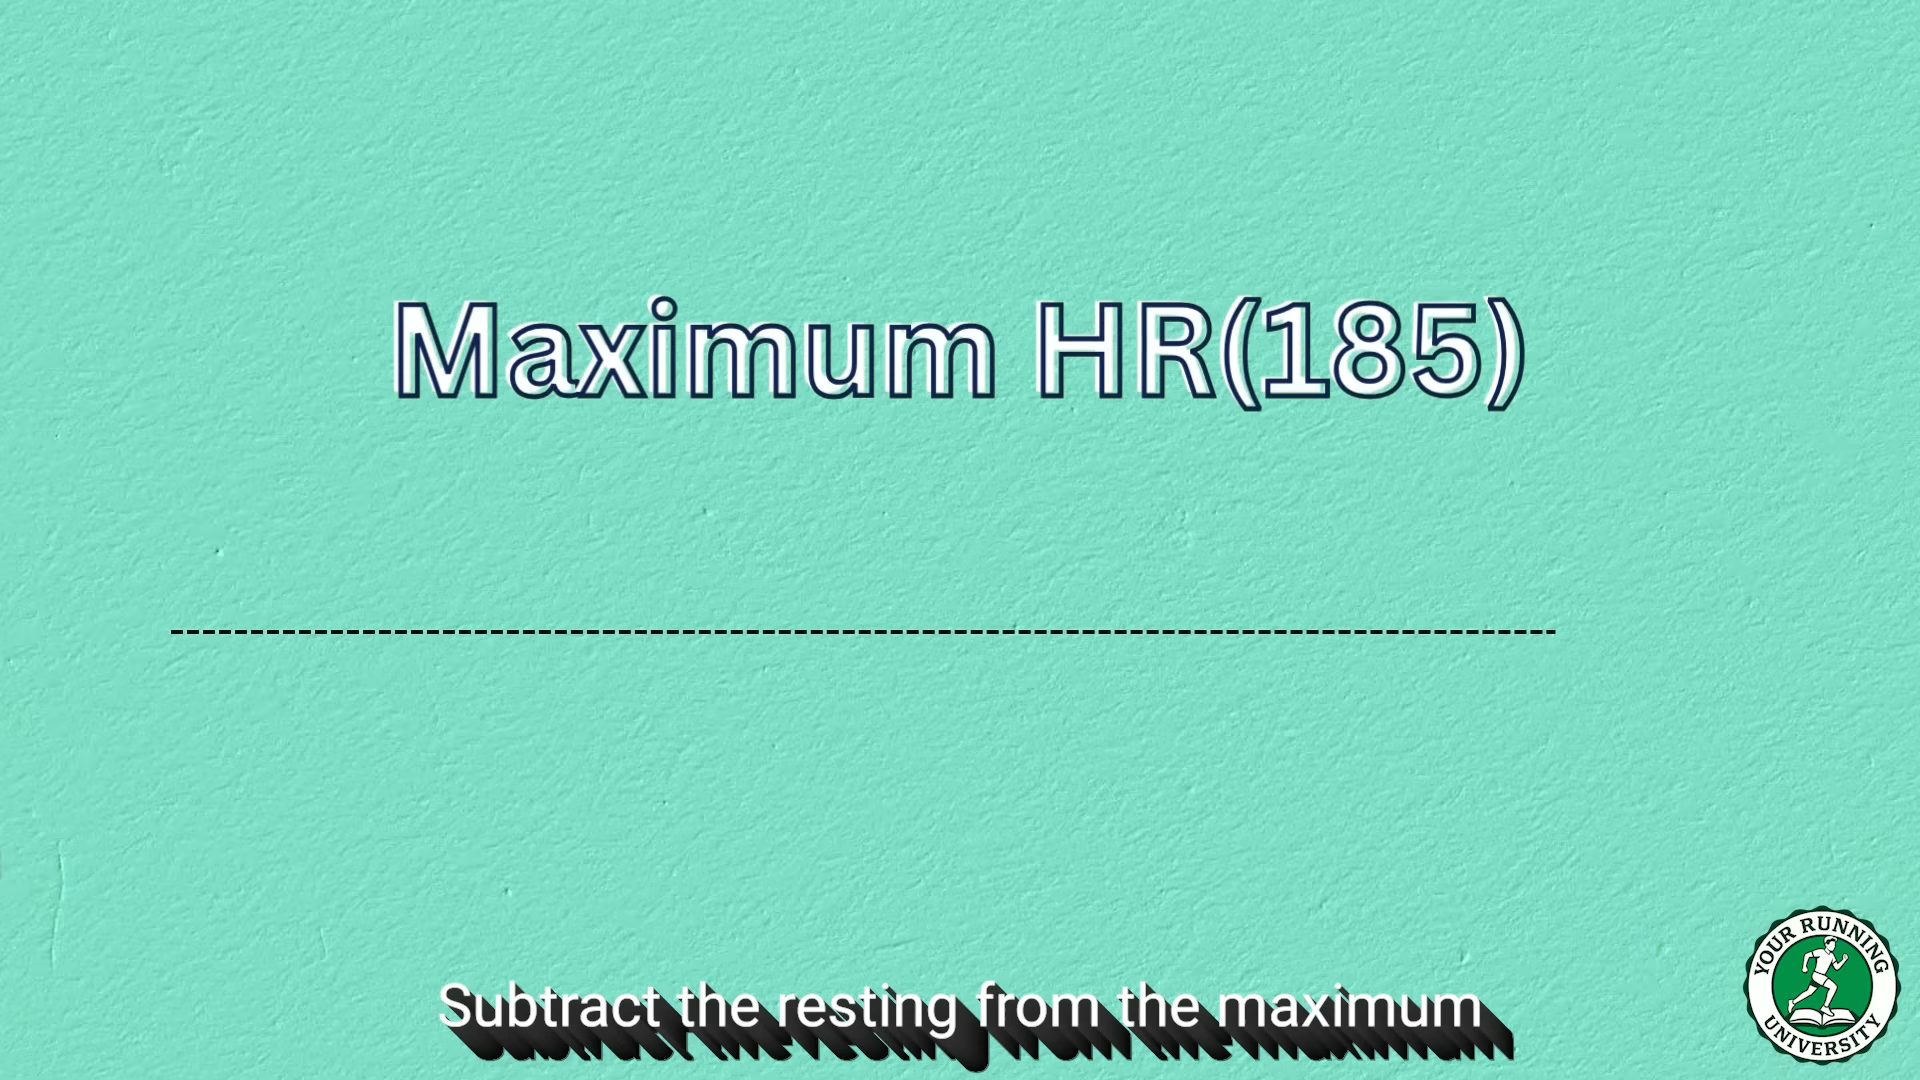 Maximum HR(185)
Subtract the resting from the maximum
YOUR RUNNING
UNIVERSITY